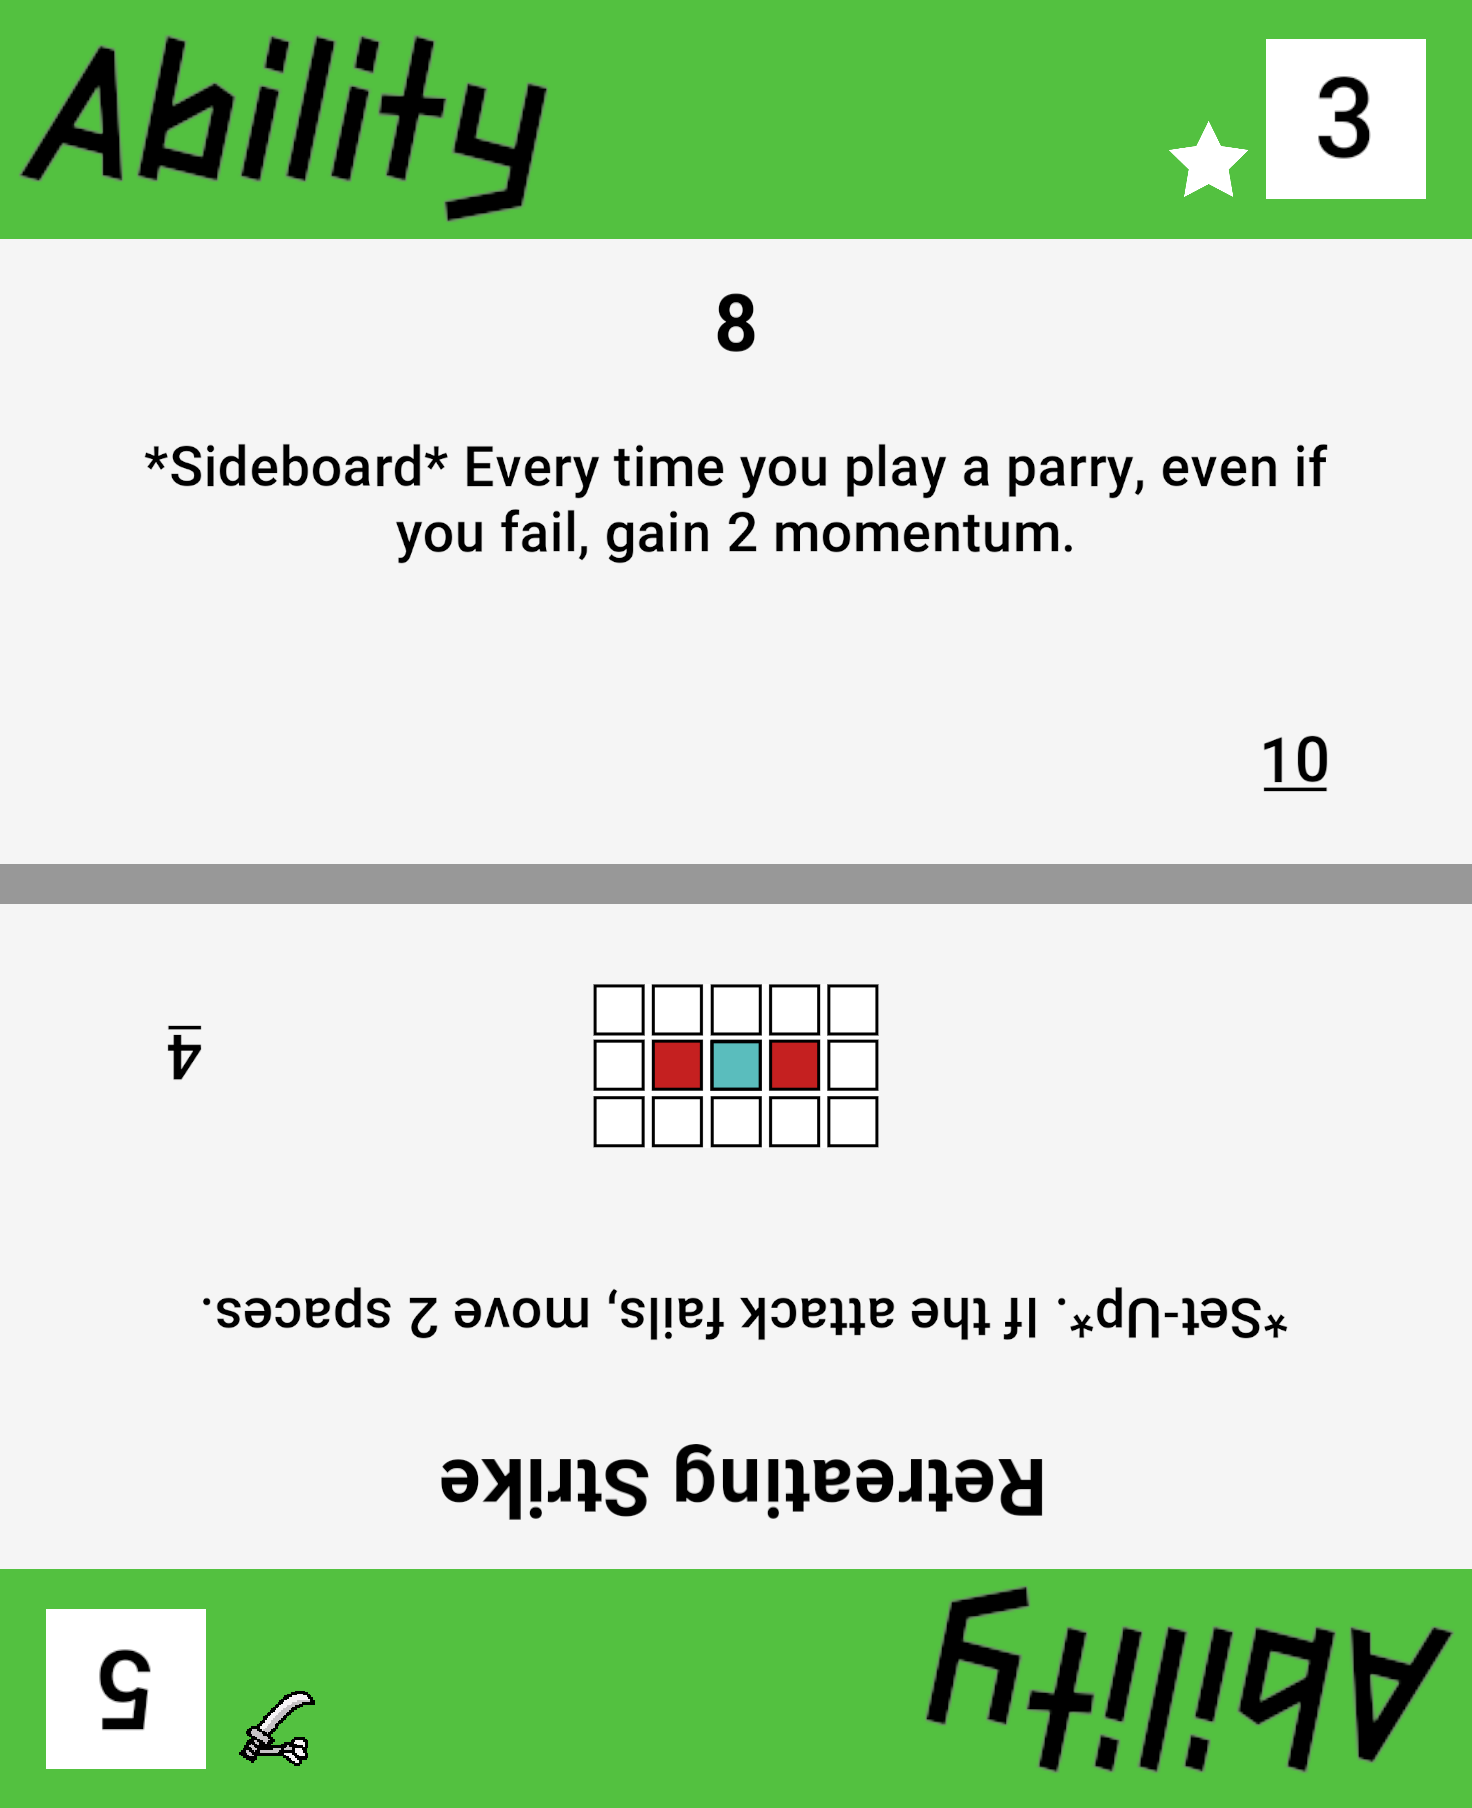 Ability
3
8
*Sideboard* Every time you play a parry, even if
you fail, gain 2 momentum.
10
Ability
5
Retreating Strike
*Set-Up*. If the attack fails, move 2 spaces.
4